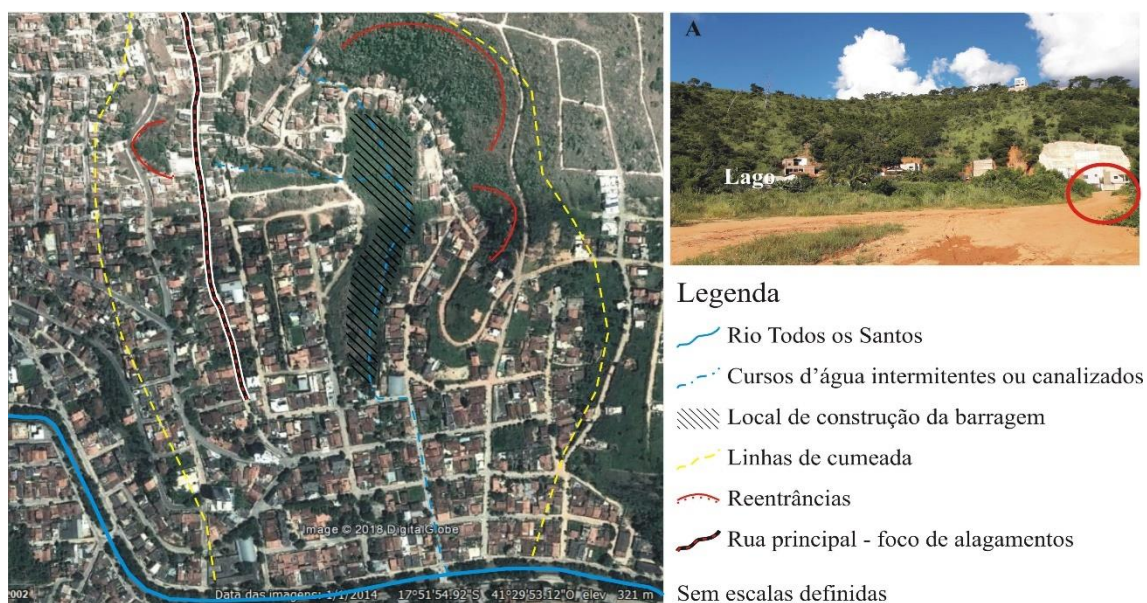 Image © 2018 DigitalGlobe
2002
Data das imagens: 1/1/2014 17°51'54.92"S 41°29'53.12"O elev 321 m
A
Lago
Legenda
Rio Todos os Santos
Cursos d'água intermitentes ou canalizados
Local de construção da barragem
Linhas de cumeada
Reentrâncias
Rua principal - foco de alagamentos
Sem escalas definidas